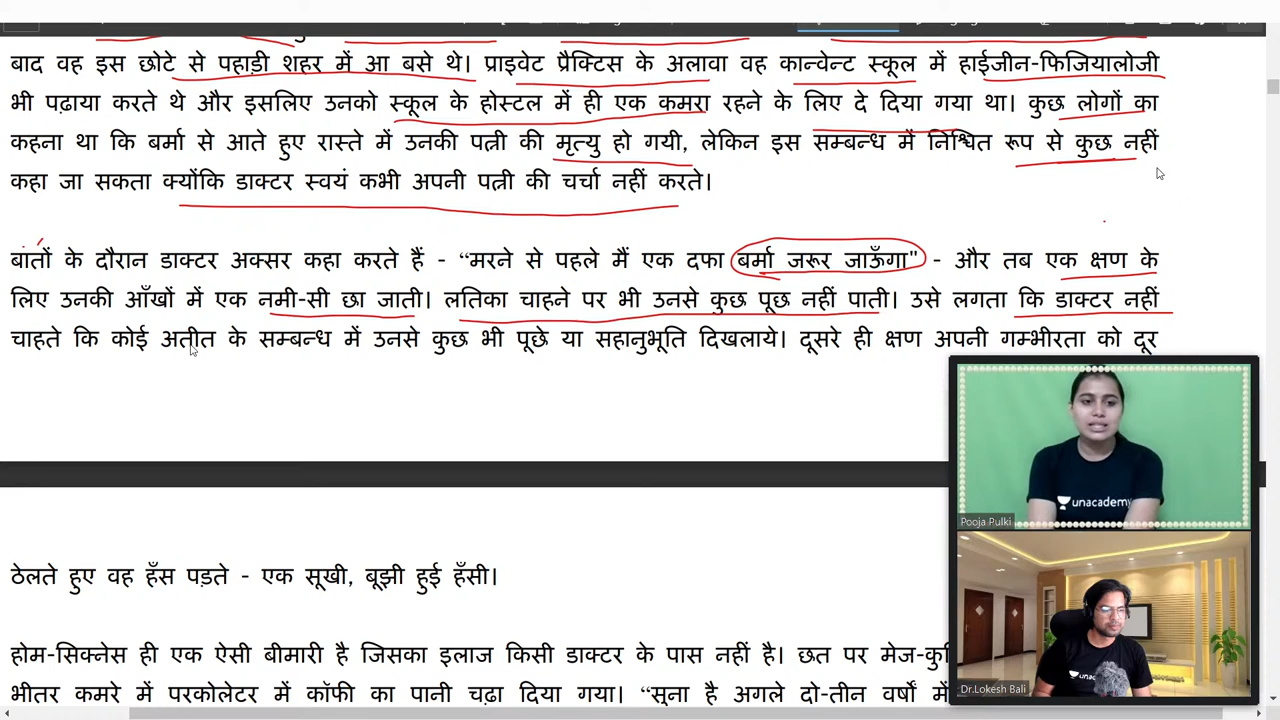 बाद वह इस छोटे से पहाड़ी शहर में आ बसे थे। प्राइवेट प्रैक्टिस के अलावा वह कान्वेन्ट स्कूल में हाईजीन-फिजियालोजी
भी पढ़ाया करते थे और इसलिए उनको स्कूल के होस्टल में ही एक कमरा रहने के लिए दे दिया गया था। कुछ लोगों का
कहना था कि बर्मा से आते हुए रास्ते में उनकी पत्नी की मृत्यु हो गयी, लेकिन इस सम्बन्ध में निश्चित रूप से कुछ नहीं
कहा जा सकता क्योंकि डाक्टर स्वयं कभी अपनी पत्नी की चर्चा नहीं करते।
बातों के दौरान डाक्टर अक्सर कहा करते हैं - “मरने से पहले मैं एक दफा बर्मा जरूर जाऊँगा" - और तब एक क्षण के
लिए उनकी आँखों में एक नमी-सी छा जाती। लतिका चाहने पर भी उनसे कुछ पूछ नहीं पाती। उसे लगता कि डाक्टर नहीं
चाहते कि कोई अतीत के सम्बन्ध में उनसे कुछ भी पूछे या सहानुभूति दिखलाये। दूसरे ही क्षण अपनी गम्भीरता को दूर
ठेलते हुए वह हँस पड़ते - एक सूखी, बूझी हुई हँसी।
होम-सिक्नेस ही एक ऐसी बीमारी है जिसका इलाज किसी डाक्टर के पास नहीं है। छत पर
भीतर कमरे में परकोलेटर में कॉफी का पानी चढ़ा दिया गया। “सुना है अगले दो-तीन वर्षों में
unacademy
Pooja Pulki
unacademy
Dr.Lokesh Bali